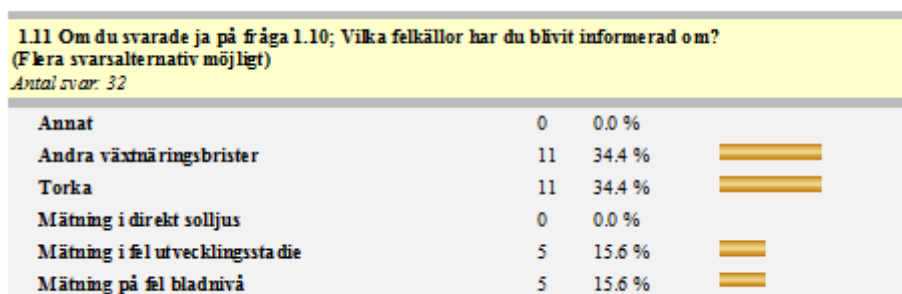 1.11 Om du svarade ja på fråga 1.10; Vilka felkällor har du blivit informerad om?
(Flera svarsalternativ möjligt)
Antal svar: 32
Annat 0 0.0 %
Andra växtnäringsbrister 11 34.4 %
Torka 11 34.4 %
Mätning i direkt solljus 0 0.0 %
Mätning i fel utvecklingsstadie 5 15.6 %
Mätning på fel bladnivå 5 15.6 %